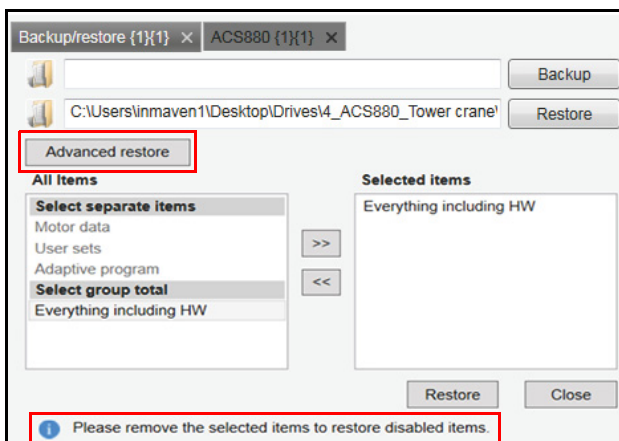 Backup/restore {1}{1} × ACS880 {1}{1} ×
Backup
C:\Users\inmaven1\Desktop\Drives\4_ACS880_Tower crane\ Restore
Advanced restore
All Items Selected items
Select separate items Everything including HW
Motor data
User sets
>>
Adaptive program
<<
Select group total
Everything including HW
Restore Close
Please remove the selected items to restore disabled items.